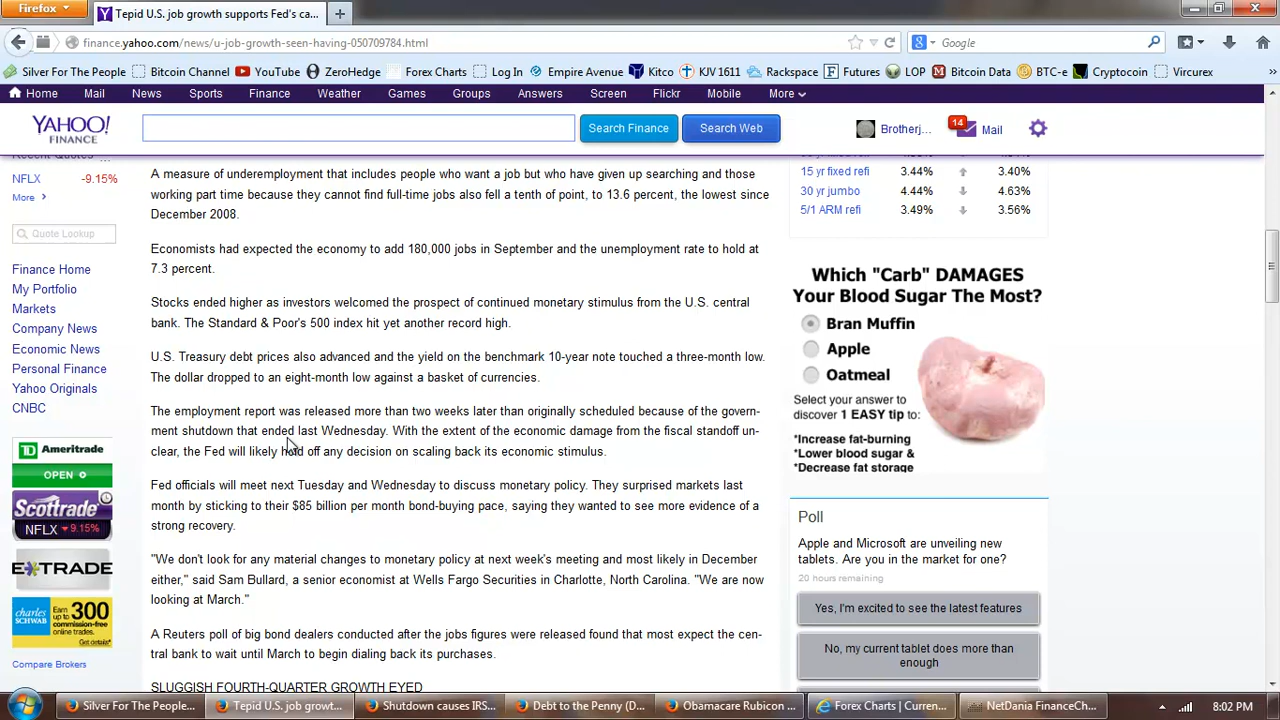 Firefox
Tepid U.S. job growth supports Fed's ca...
finance.yahoo.com/news/u-job-growth-seen-having-050709784.html
Google
Silver For The People Bitcoin Channel YouTube ZeroHedge Forex Charts Log In Empire Avenue Kitco KJV 1611 Rackspace Futures LOP Bitcoin Data BTC-e Cryptocoin Vircurex
Home Mail News Sports Finance Weather Games Groups Answers Screen Flickr Mobile More
YAHOO!
FINANCE
Search Finance
Search Web
Brotherj...
14
Mail
Recent Quotes
NFLX -9.15%
More
Quote Lookup
Finance Home
My Portfolio
Markets
Company News
Economic News
Personal Finance
Yahoo Originals
CNBC
Ameritrade
OPEN
Scottrade
NFLX 9.15%
E*TRADE
charles
SCHWAB
Earn
up to
300
commission-free
online trades.
Get details!
Compare Brokers
A measure of underemployment that includes people who want a job but who have given up searching and those
working part time because they cannot find full-time jobs also fell a tenth of point, to 13.6 percent, the lowest since
December 2008.
Economists had expected the economy to add 180,000 jobs in September and the unemployment rate to hold at
7.3 percent.
Stocks ended higher as investors welcomed the prospect of continued monetary stimulus from the U.S. central
bank. The Standard & Poor's 500 index hit yet another record high.
U.S. Treasury debt prices also advanced and the yield on the benchmark 10-year note touched a three-month low.
The dollar dropped to an eight-month low against a basket of currencies.
The employment report was released more than two weeks later than originally scheduled because of the govern-
ment shutdown that ended last Wednesday. With the extent of the economic damage from the fiscal standoff un-
clear, the Fed will likely hold off any decision on scaling back its economic stimulus.
Fed officials will meet next Tuesday and Wednesday to discuss monetary policy. They surprised markets last
month by sticking to their $85 billion per month bond-buying pace, saying they wanted to see more evidence of a
strong recovery.
"We don't look for any material changes to monetary policy at next week's meeting and most likely in December
either," said Sam Bullard, a senior economist at Wells Fargo Securities in Charlotte, North Carolina. "We are now
looking at March."
A Reuters poll of big bond dealers conducted after the jobs figures were released found that most expect the cen-
tral bank to wait until March to begin dialing back its purchases.
SLUGGISH FOURTH-QUARTER GROWTH EYED
15 yr fixed refi 3.44% 3.40%
30 yr jumbo 4.44% 4.63%
5/1 ARM refi 3.49% 3.56%
Which "Carb" DAMAGES
Your Blood Sugar The Most?
Bran Muffin
Apple
Oatmeal
Select your answer to
discover 1 EASY tip to:
*Increase fat-burning
*Lower blood sugar &
*Decrease fat storage
Poll
Apple and Microsoft are unveiling new
tablets. Are you in the market for one?
20 hours remaining
Yes, I'm excited to see the latest features
No, my current tablet does more than
enough
Silver For The People...
Tepid U.S. job growt...
Shutdown causes IRS...
Debt to the Penny (D...
Obamacare Rubicon ...
Forex Charts | Curren...
NetDania FinanceCh...
8:02 PM